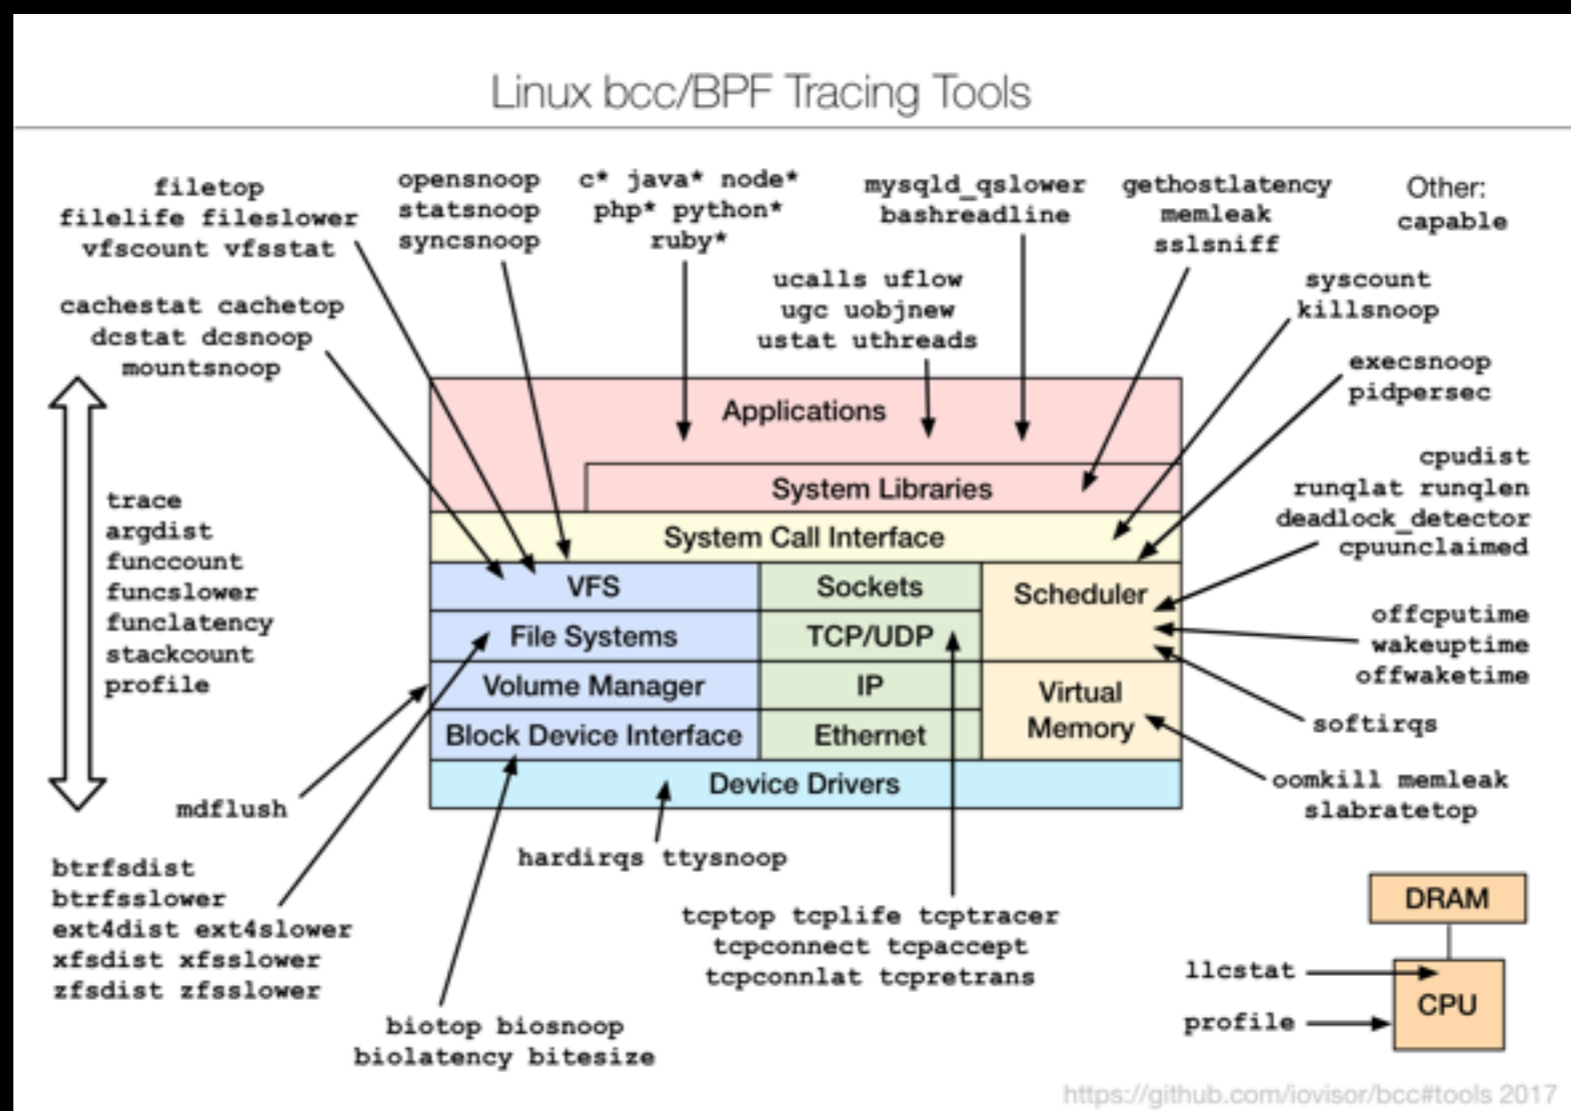 Linux bcc/BPF Tracing Tools
filetop
filelife fileslower
vfscount vfsstat
opensnoop
statsnoop
syncsnoop
c* java* node*
php* python*
ruby*
mysqld_qslower
bashreadline
gethostlatency
memleak
sslsniff
Other:
capable
cachestat cachetop
dcstat dcsnoop
mountsnoop
ucalls uflow
ugc uobjnew
ustat uthreads
syscount
killsnoop
execsnoop
pidpersec
trace
argdist
funccount
funcslower
funclatency
stackcount
profile
Applications
System Libraries
System Call Interface
VFS
Sockets
Scheduler
File Systems
TCP/UDP
Volume Manager
IP
Virtual
Memory
Block Device Interface
Ethernet
Device Drivers
cpudist
runqlat runqlen
deadlock_detector
cpuunclaimed
offcputime
wakeuptime
offwaketime
softirqs
oomkill memleak
slabratetop
mdflush
hardirqs ttysnoop
btrfsdist
btrfsslower
ext4dist ext4slower
xfsdist xfsslower
zfsdist zfsslower
tcptop tcplife tcptracer
tcpconnect tcpaccept
tcpconnlat tcpretrans
biotop biosnoop
biolatency bitesize
DRAM
llcstat
CPU
profile
https://github.com/iovisor/bcc#tools 2017